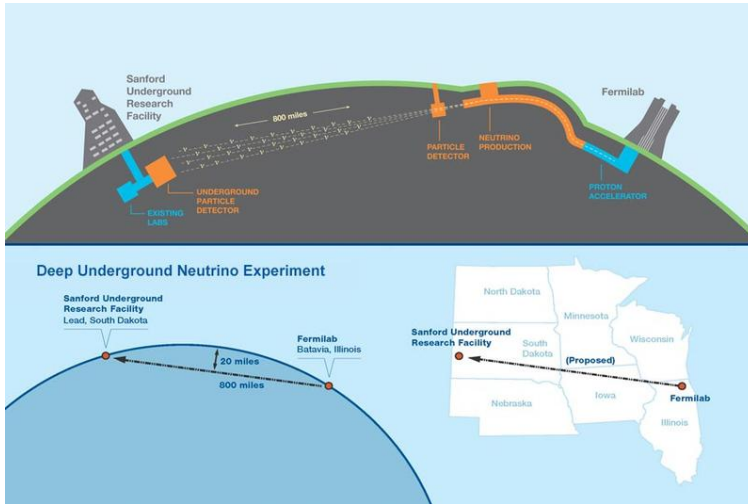 Sanford
Underground
Research
Facility
Fermilab
800 miles
PARTICLE
DETECTOR
NEUTRINO
PRODUCTION
PROTON
ACCELERATOR
UNDERGROUND
PARTICLE
DETECTOR
EXISTING
LABS
Deep Underground Neutrino Experiment
Sanford Underground
Research Facility
Lead, South Dakota
Fermilab
Batavia, Illinois
20 miles
800 miles
North Dakota
Minnesota
Sanford Underground
Research Facility
South
Dakota
(Proposed)
Wisconsin
Nebraska
Iowa
Fermilab
Illinois